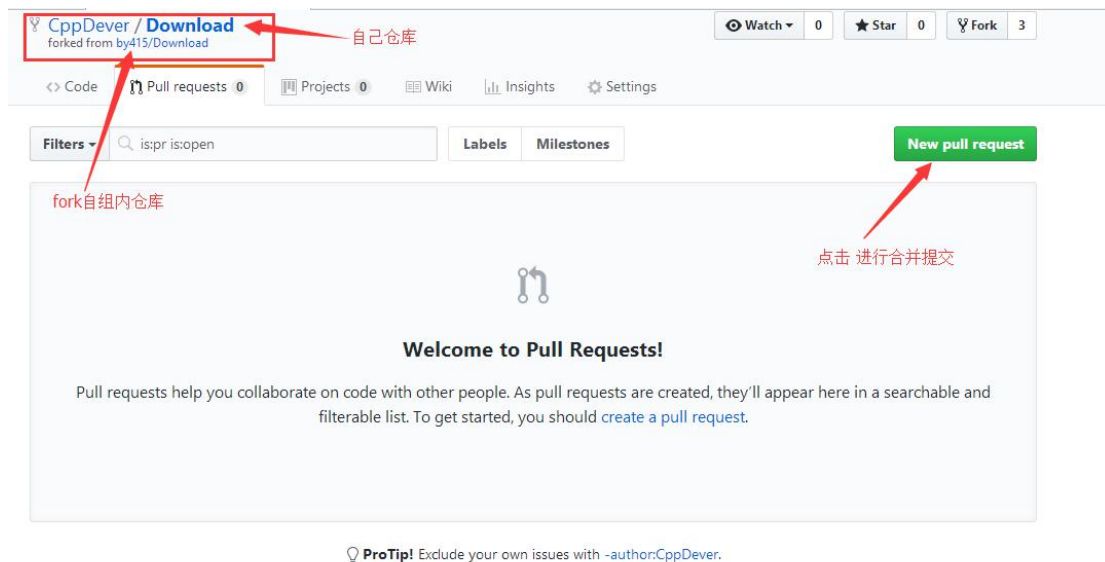 CppDever / Download
forked from by415/Download
自己仓库
Watch 0 Star 0 Fork 3
Code Pull requests 0 Projects 0 Wiki Insights Settings
Filters is:pr is:open Labels Milestones New pull request
fork自组内仓库
点击 进行合并提交
Welcome to Pull Requests!
Pull requests help you collaborate on code with other people. As pull requests are created, they'll appear here in a searchable and
filterable list. To get started, you should create a pull request.
ProTip! Exclude your own issues with -author:CppDever.